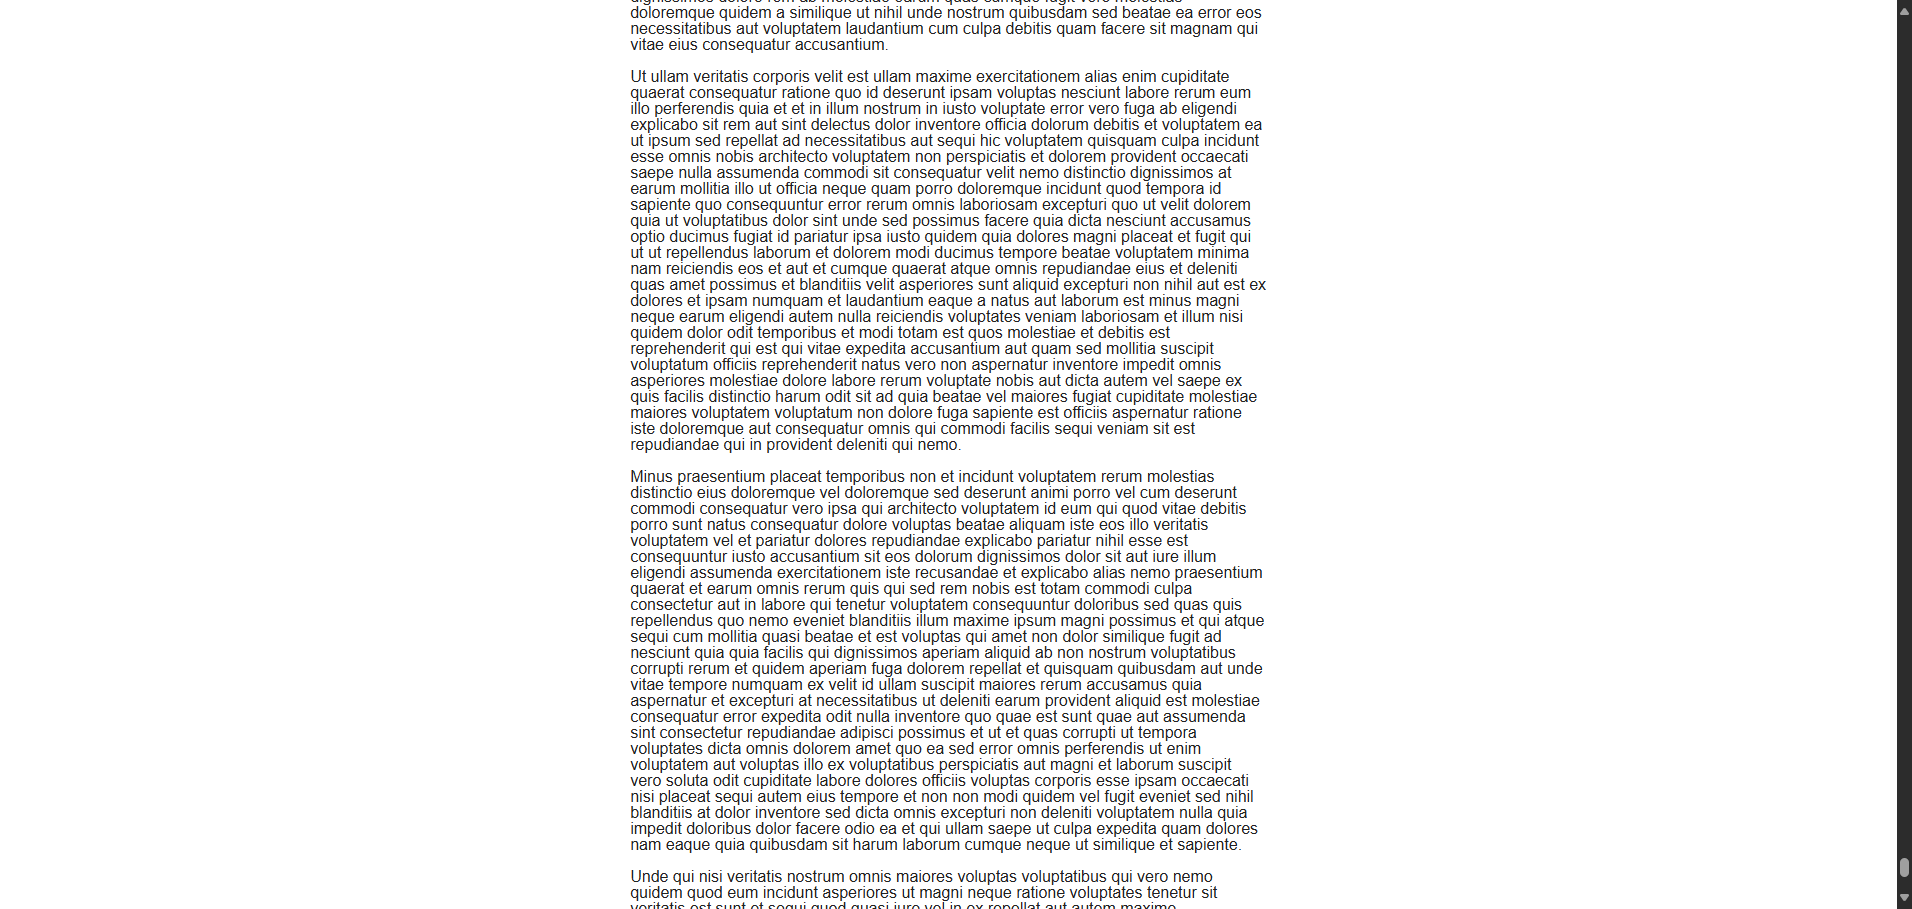 dignissimos dolore rem ab molestiae earum quas cumque fugit vero molestias
doloremque quidem a similique ut nihil unde nostrum quibusdam sed beatae ea error eos
necessitatibus aut voluptatem laudantium cum culpa debitis quam facere sit magnam qui
vitae eius consequatur accusantium.
Ut ullam veritatis corporis velit est ullam maxime exercitationem alias enim cupiditate
quaerat consequatur ratione quo id deserunt ipsam voluptas nesciunt labore rerum eum
illo perferendis quia et et in illum nostrum in iusto voluptate error vero fuga ab eligendi
explicabo sit rem aut sint delectus dolor inventore officia dolorum debitis et voluptatem ea
ut ipsum sed repellat ad necessitatibus aut sequi hic voluptatem quisquam culpa incidunt
esse omnis nobis architecto voluptatem non perspiciatis et dolorem provident occaecati
saepe nulla assumenda commodi sit consequatur velit nemo distinctio dignissimos at
earum mollitia illo ut officia neque quam porro doloremque incidunt quod tempora id
sapiente quo consequuntur error rerum omnis laboriosam excepturi quo ut velit dolorem
quia ut voluptatibus dolor sint unde sed possimus facere quia dicta nesciunt accusamus
optio ducimus fugiat id pariatur ipsa iusto quidem quia dolores magni placeat et fugit qui
ut ut repellendus laborum et dolorem modi ducimus tempore beatae voluptatem minima
nam reiciendis eos et aut et cumque quaerat atque omnis repudiandae eius et deleniti
quas amet possimus et blanditiis velit asperiores sunt aliquid excepturi non nihil aut est ex
dolores et ipsam numquam et laudantium eaque a natus aut laborum est minus magni
neque earum eligendi autem nulla reiciendis voluptates veniam laboriosam et illum nisi
quidem dolor odit temporibus et modi totam est quos molestiae et debitis est
reprehenderit qui est qui vitae expedita accusantium aut quam sed mollitia suscipit
voluptatum officiis reprehenderit natus vero non aspernatur inventore impedit omnis
asperiores molestiae dolore labore rerum voluptate nobis aut dicta autem vel saepe ex
quis facilis distinctio harum odit sit ad quia beatae vel maiores fugiat cupiditate molestiae
maiores voluptatem voluptatum non dolore fuga sapiente est officiis aspernatur ratione
iste doloremque aut consequatur omnis qui commodi facilis sequi veniam sit est
repudiandae qui in provident deleniti qui nemo.
Minus praesentium placeat temporibus non et incidunt voluptatem rerum molestias
distinctio eius doloremque vel doloremque sed deserunt animi porro vel cum deserunt
commodi consequatur vero ipsa qui architecto voluptatem id eum qui quod vitae debitis
porro sunt natus consequatur dolore voluptas beatae aliquam iste eos illo veritatis
voluptatem vel et pariatur dolores repudiandae explicabo pariatur nihil esse est
consequuntur iusto accusantium sit eos dolorum dignissimos dolor sit aut iure illum
eligendi assumenda exercitationem iste recusandae et explicabo alias nemo praesentium
quaerat et earum omnis rerum quis qui sed rem nobis est totam commodi culpa
consectetur aut in labore qui tenetur voluptatem consequuntur doloribus sed quas quis
repellendus quo nemo eveniet blanditiis illum maxime ipsum magni possimus et qui atque
sequi cum mollitia quasi beatae et est voluptas qui amet non dolor similique fugit ad
nesciunt quia quia facilis qui dignissimos aperiam aliquid ab non nostrum voluptatibus
corrupti rerum et quidem aperiam fuga dolorem repellat et quisquam quibusdam aut unde
vitae tempore numquam ex velit id ullam suscipit maiores rerum accusamus quia
aspernatur et excepturi at necessitatibus ut deleniti earum provident aliquid est molestiae
consequatur error expedita odit nulla inventore quo quae est sunt quae aut assumenda
sint consectetur repudiandae adipisci possimus et ut et quas corrupti ut tempora
voluptates dicta omnis dolorem amet quo ea sed error omnis perferendis ut enim
voluptatem aut voluptas illo ex voluptatibus perspiciatis aut magni et laborum suscipit
vero soluta odit cupiditate labore dolores officiis voluptas corporis esse ipsam occaecati
nisi placeat sequi autem eius tempore et non non modi quidem vel fugit eveniet sed nihil
blanditiis at dolor inventore sed dicta omnis excepturi non deleniti voluptatem nulla quia
impedit doloribus dolor facere odio ea et qui ullam saepe ut culpa expedita quam dolores
nam eaque quia quibusdam sit harum laborum cumque neque ut similique et sapiente.
Unde qui nisi veritatis nostrum omnis maiores voluptas voluptatibus qui vero nemo
quidem quod eum incidunt asperiores ut magni neque ratione voluptates tenetur sit
veritatis est sunt et sequi quod quasi iure vel in ex repellat aut autem maxime